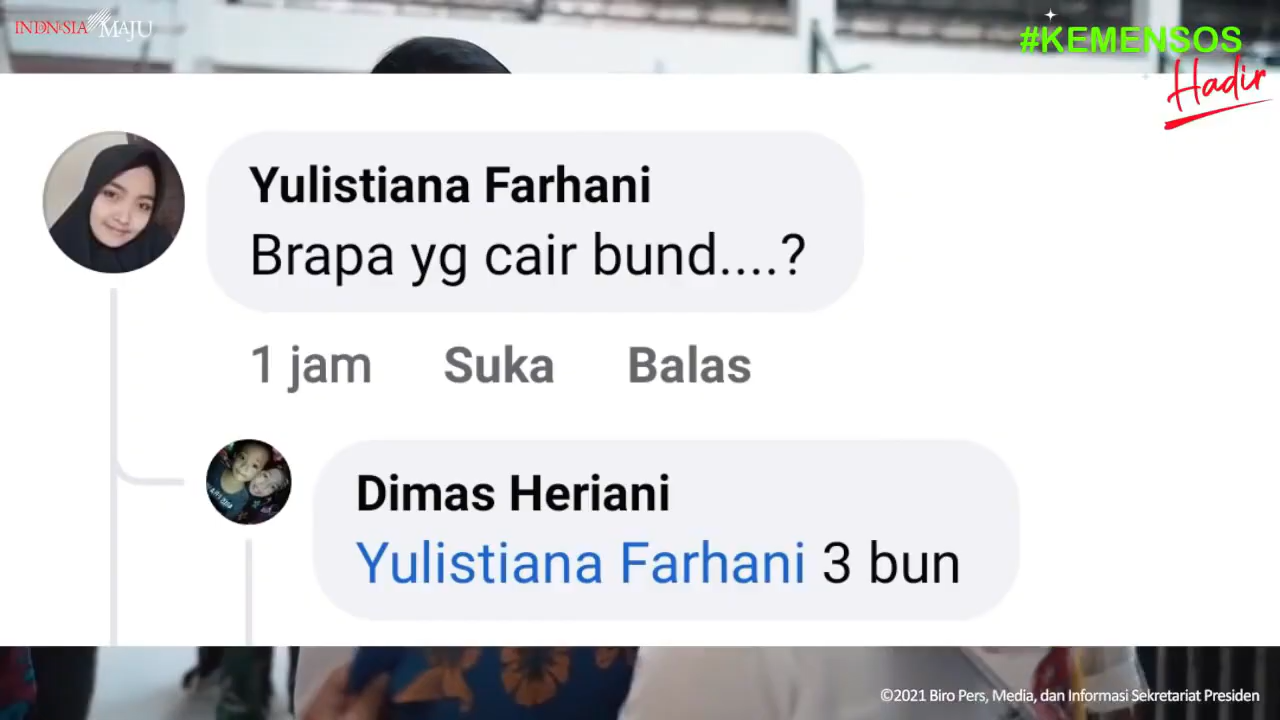 INDONESIA MAJU
#KEMENSOS
Hadir
Yulistiana Farhani
Brapa yg cair bund....?
1 jam Suka Balas
Dimas Heriani
Yulistiana Farhani 3 bun
©2021 Biro Pers, Media, dan Informasi Sekretariat Presiden